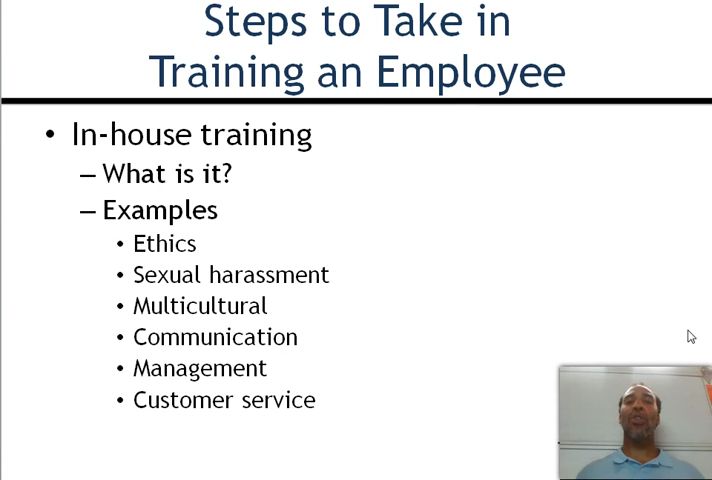 Steps to Take in
Training an Employee
• In-house training
– What is it?
– Examples
• Ethics
• Sexual harassment
• Multicultural
• Communication
• Management
• Customer service